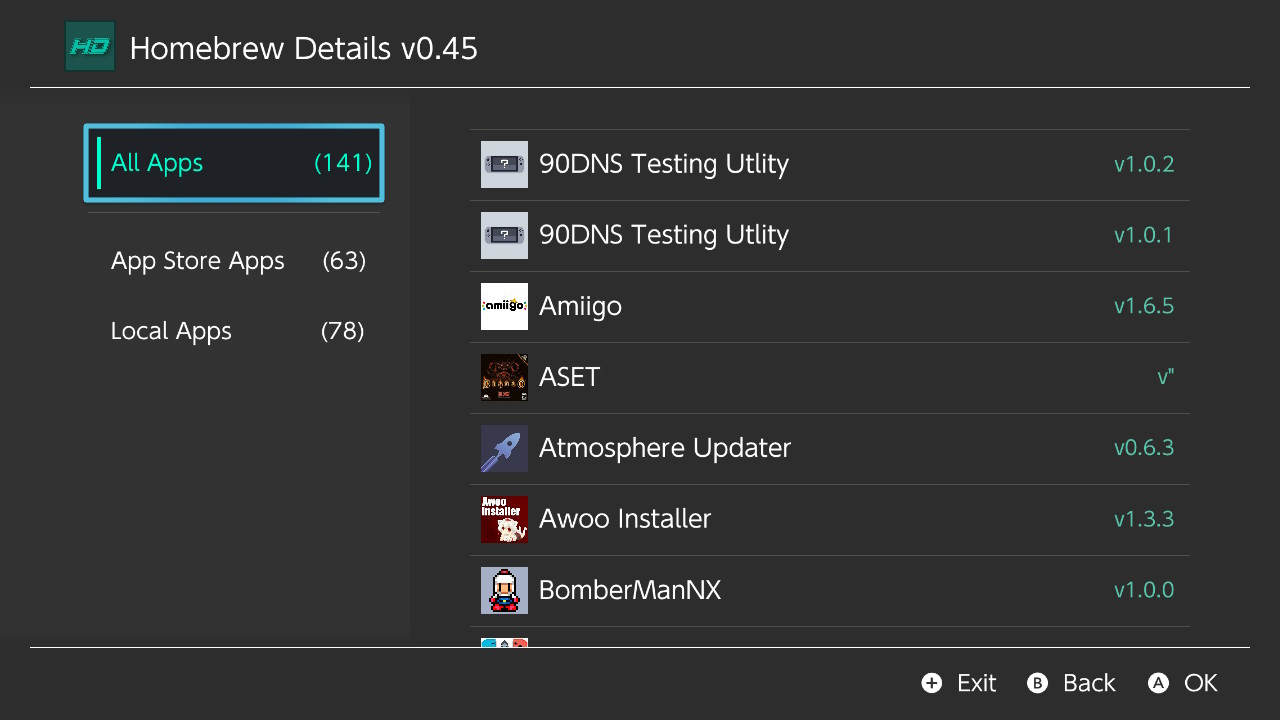 HD Homebrew Details v0.45
All Apps (141)
App Store Apps (63)
Local Apps (78)
90DNS Testing Utlity v1.0.2
90DNS Testing Utlity v1.0.1
amiigo Amiigo v1.6.5
ASET v"
Atmosphere Updater v0.6.3
Awoo
Installer
Awoo Installer v1.3.3
BomberManNX v1.0.0
+ Exit B Back A OK